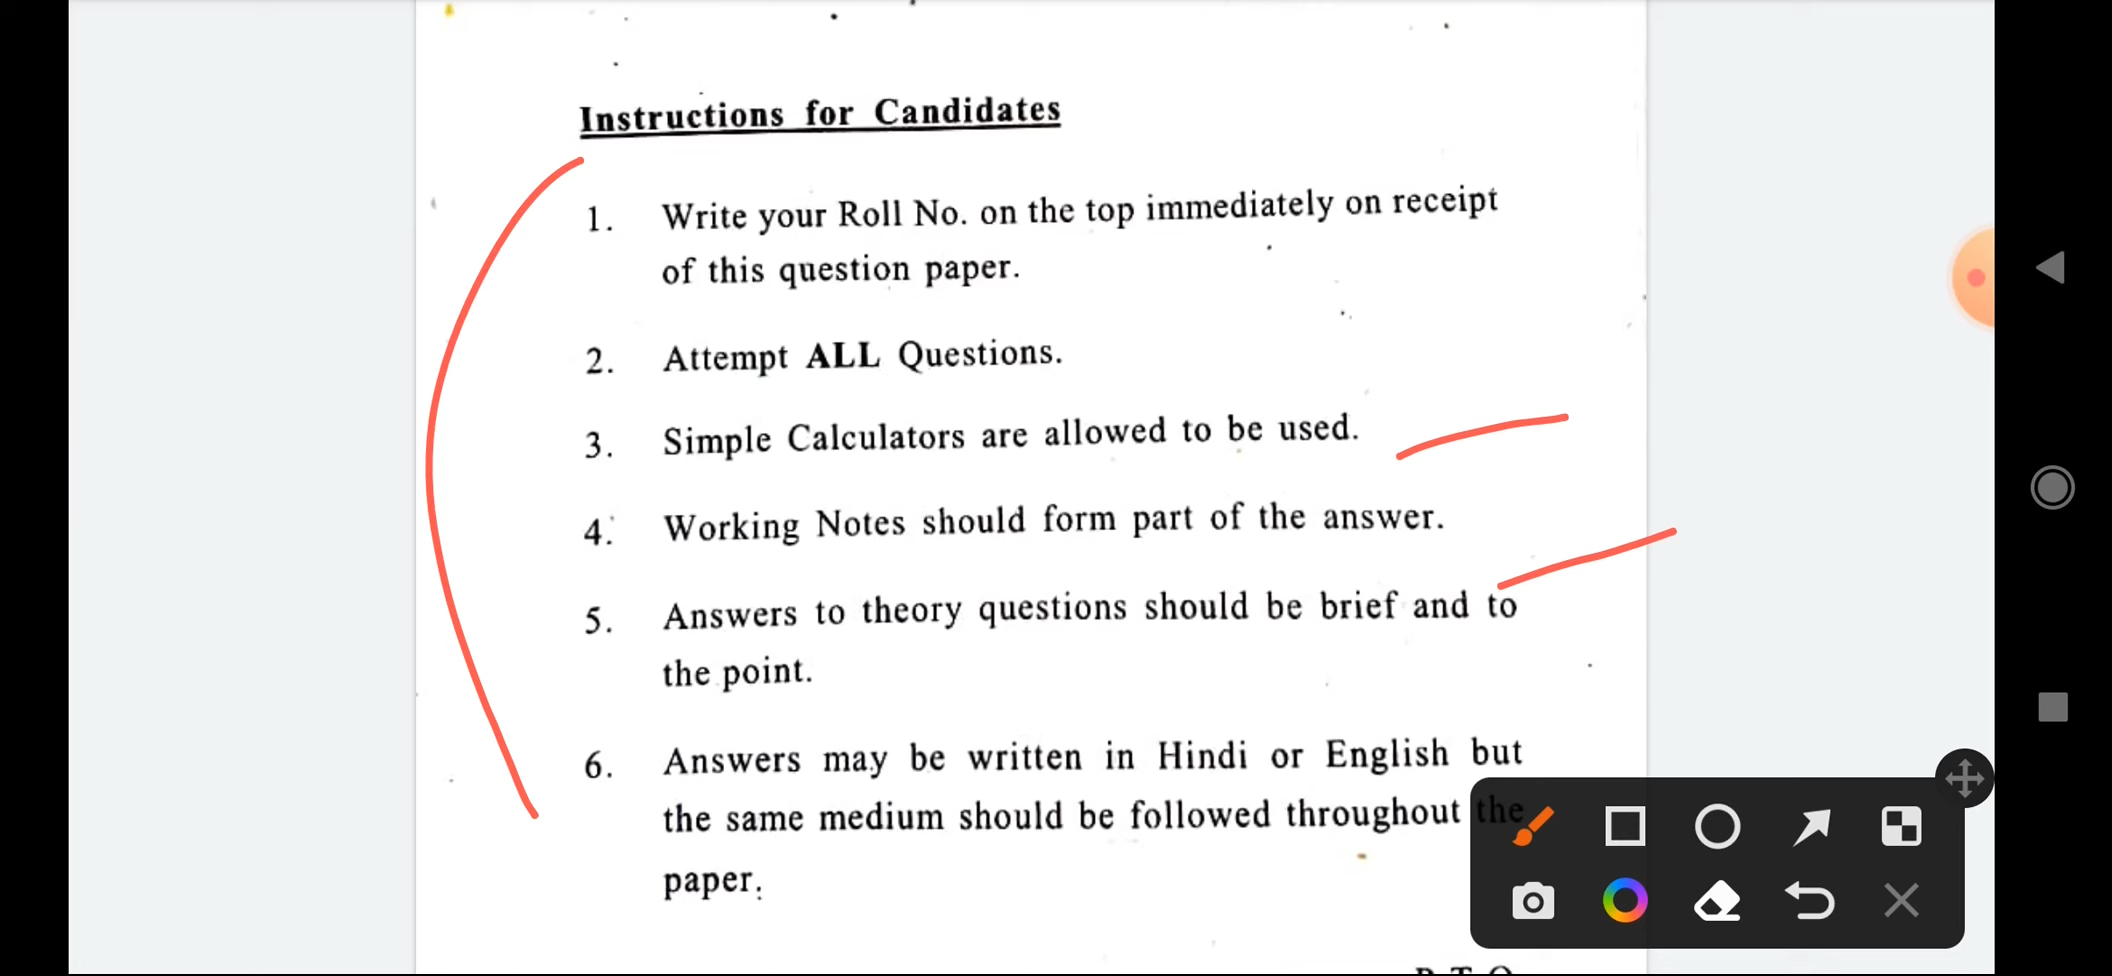 Instructions for Candidates
1. Write your Roll No. on the top immediately on receipt
of this question paper.
2. Attempt ALL Questions.
3. Simple Calculators are allowed to be used.
4. Working Notes should form part of the answer.
5. Answers to theory questions should be brief and to
the point.
6. Answers may be written in Hindi or English but
the same medium should be followed throughout the
paper.